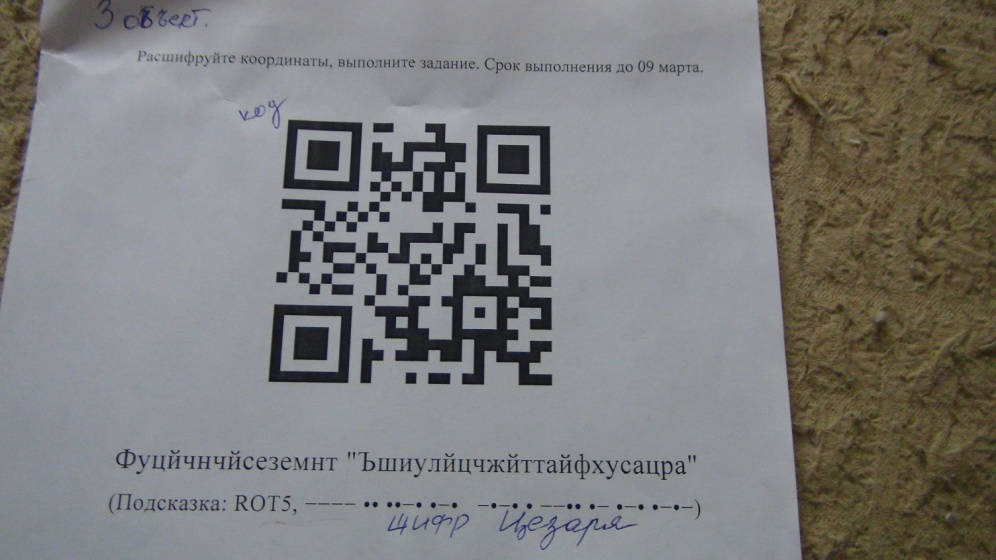 3 объект.
Расшифруйте координаты, выполните задание. Срок выполнения до 09 марта.
код
Фуцйчнчйсеземнт "Ъшиулйцчжйттайфхусацра"
(Подсказка: ROT5, −−−− •• ••−• •−•  −•−• • −−•• •− •−• •−•−)
шифр Цезаря